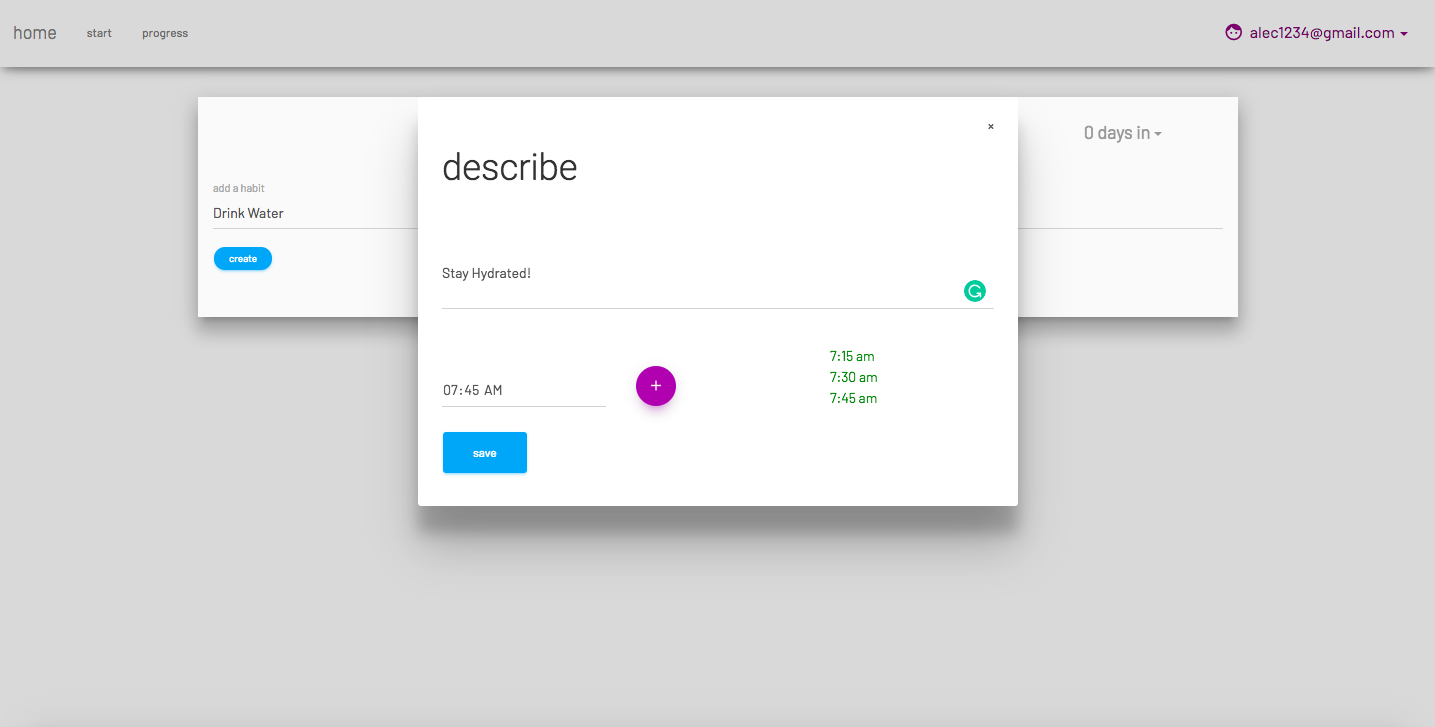 home start progress alec1234@gmail.com
×
0 days in
describe
add a habit
Drink Water
create
Stay Hydrated!
7:15 am
7:30 am
07:45 AM + 7:45 am
save